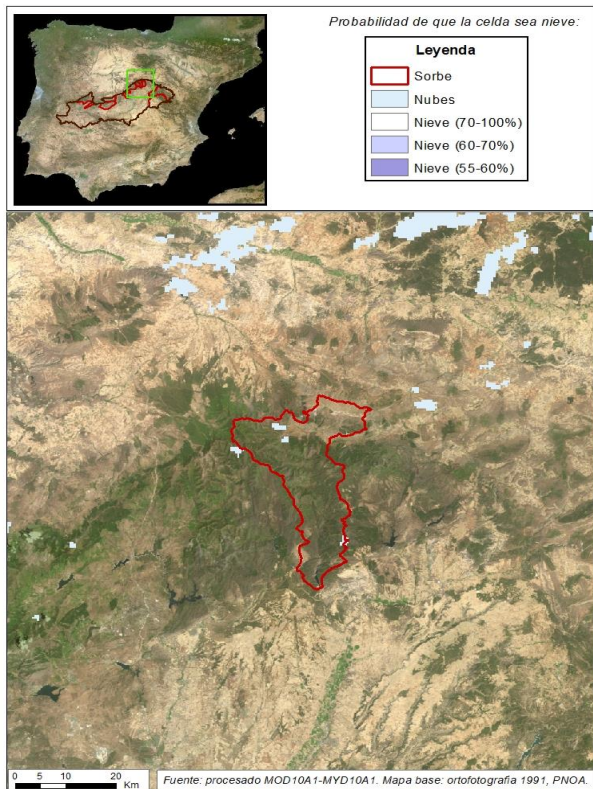 Probabilidad de que la celda sea nieve:
Leyenda
Sorbe
Nubes
Nieve (70-100%)
Nieve (60-70%)
Nieve (55-60%)
0 5 10 20
Km
Fuente: procesado MOD10A1-MYD10A1. Mapa base: ortofotografia 1991, PNOA.